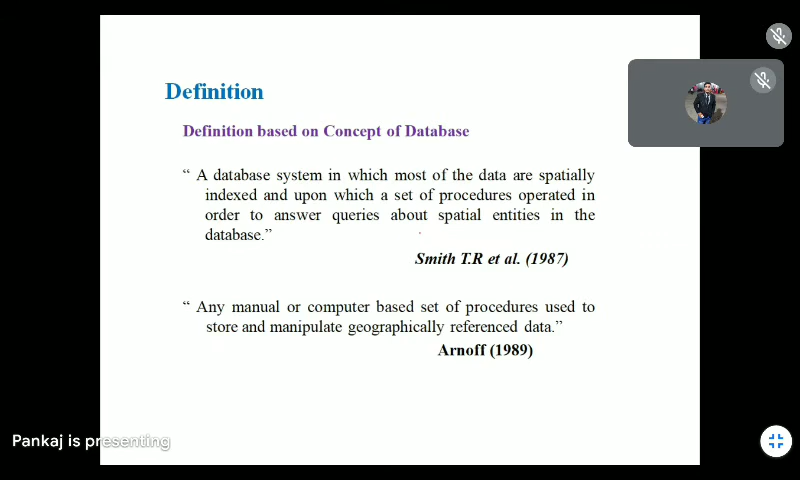 Definition
Definition based on Concept of Database
“ A database system in which most of the data are spatially
indexed and upon which a set of procedures operated in
order to answer queries about spatial entities in the
database.”
Smith T.R et al. (1987)
“ Any manual or computer based set of procedures used to
store and manipulate geographically referenced data.”
Arnoff (1989)
Pankaj is presenting